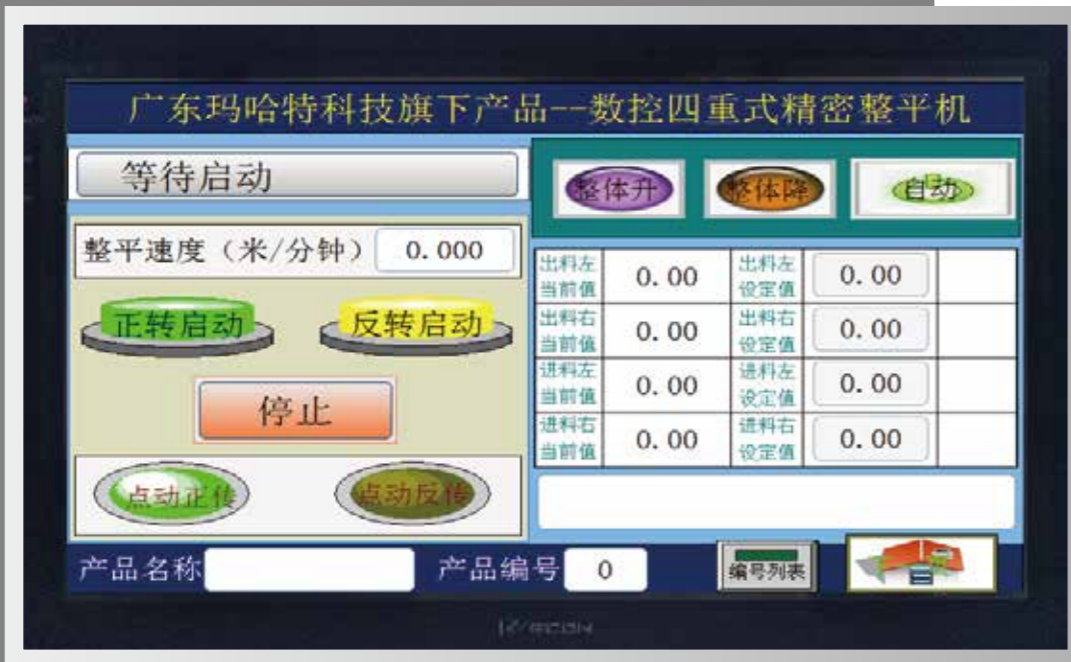 广东玛哈特科技旗下产品--数控四重式精密整平机
等待启动
整体升
整体降
自动
整平速度（米/分钟） 0.000
正转启动
反转启动
停止
点动正传
点动反传
出料左当前值 0.00 出料左设定值 0.00
出料右当前值 0.00 出料右设定值 0.00
进料左当前值 0.00 进料左设定值 0.00
进料右当前值 0.00 进料右设定值 0.00
产品名称
产品编号 0
编号列表